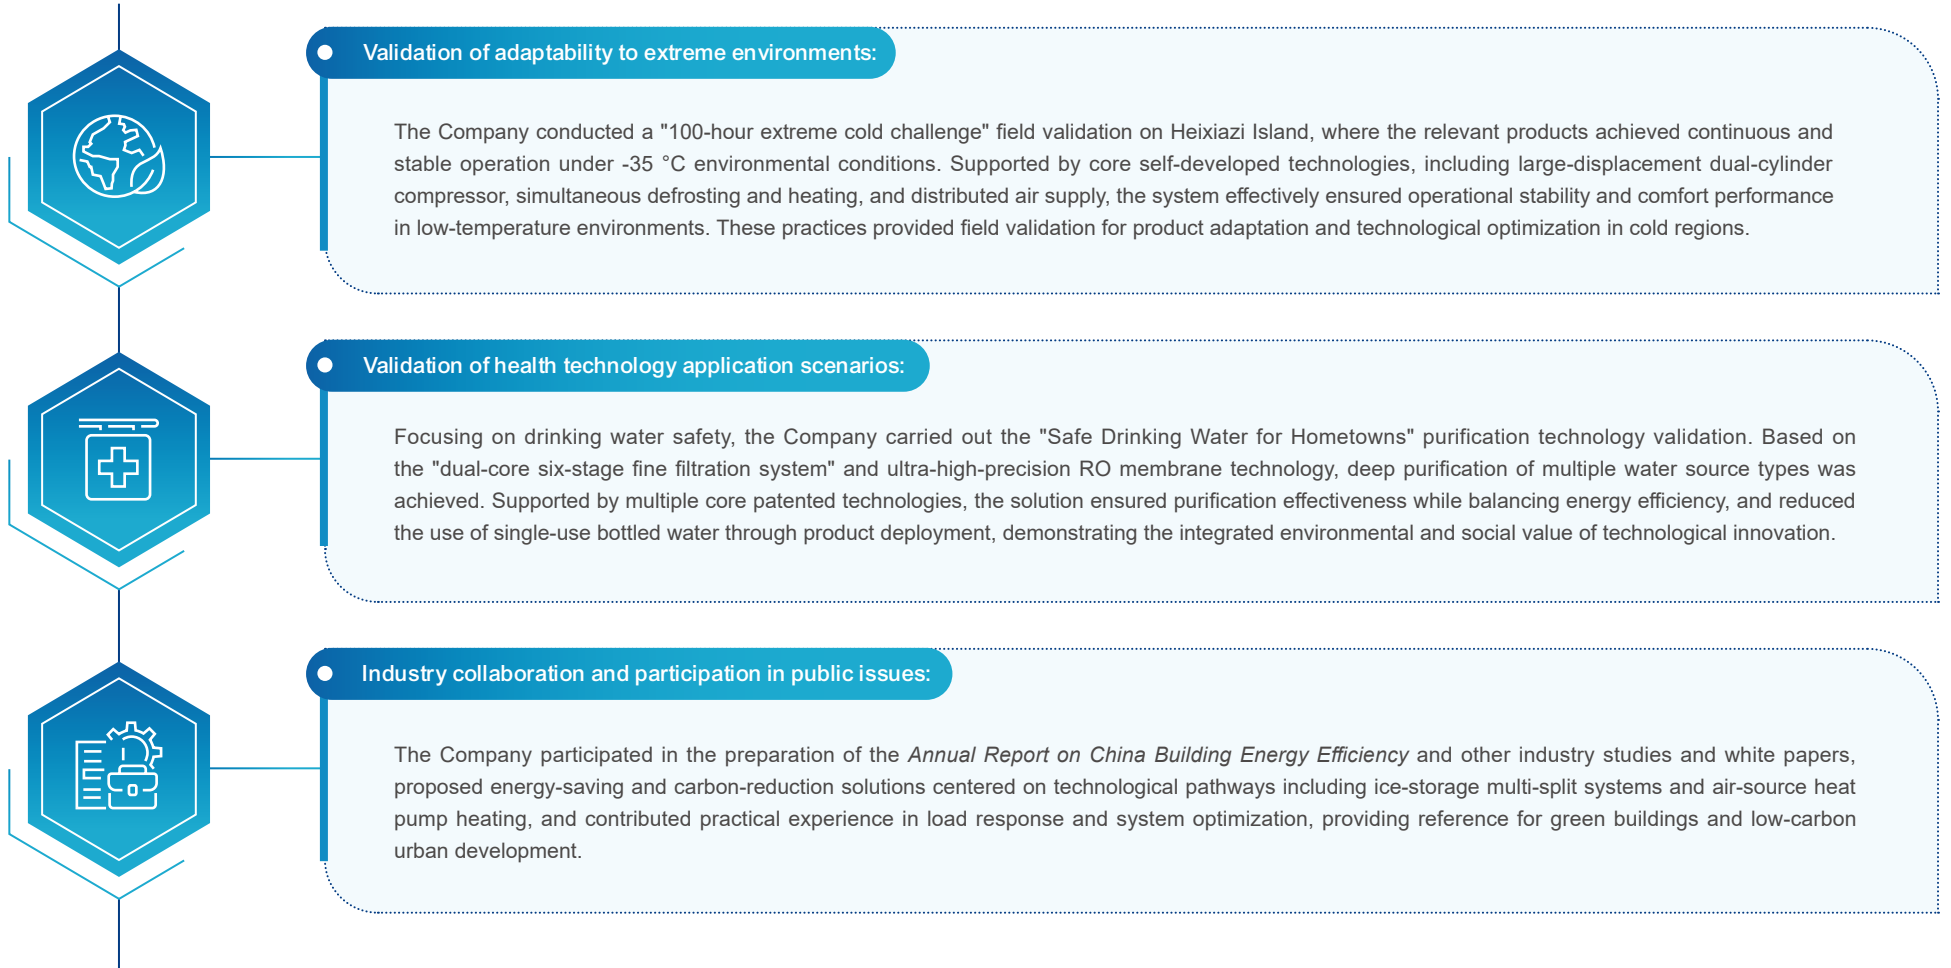 Validation of adaptability to extreme environments:
The Company conducted a "100-hour extreme cold challenge" field validation on Heixiazi Island, where the relevant products achieved continuous and
stable operation under -35 °C environmental conditions. Supported by core self-developed technologies, including large-displacement dual-cylinder
compressor, simultaneous defrosting and heating, and distributed air supply, the system effectively ensured operational stability and comfort performance
in low-temperature environments. These practices provided field validation for product adaptation and technological optimization in cold regions.
Validation of health technology application scenarios:
Focusing on drinking water safety, the Company carried out the "Safe Drinking Water for Hometowns" purification technology validation. Based on
the "dual-core six-stage fine filtration system" and ultra-high-precision RO membrane technology, deep purification of multiple water source types was
achieved. Supported by multiple core patented technologies, the solution ensured purification effectiveness while balancing energy efficiency, and reduced
the use of single-use bottled water through product deployment, demonstrating the integrated environmental and social value of technological innovation.
Industry collaboration and participation in public issues:
The Company participated in the preparation of the Annual Report on China Building Energy Efficiency and other industry studies and white papers,
proposed energy-saving and carbon-reduction solutions centered on technological pathways including ice-storage multi-split systems and air-source heat
pump heating, and contributed practical experience in load response and system optimization, providing reference for green buildings and low-carbon
urban development.